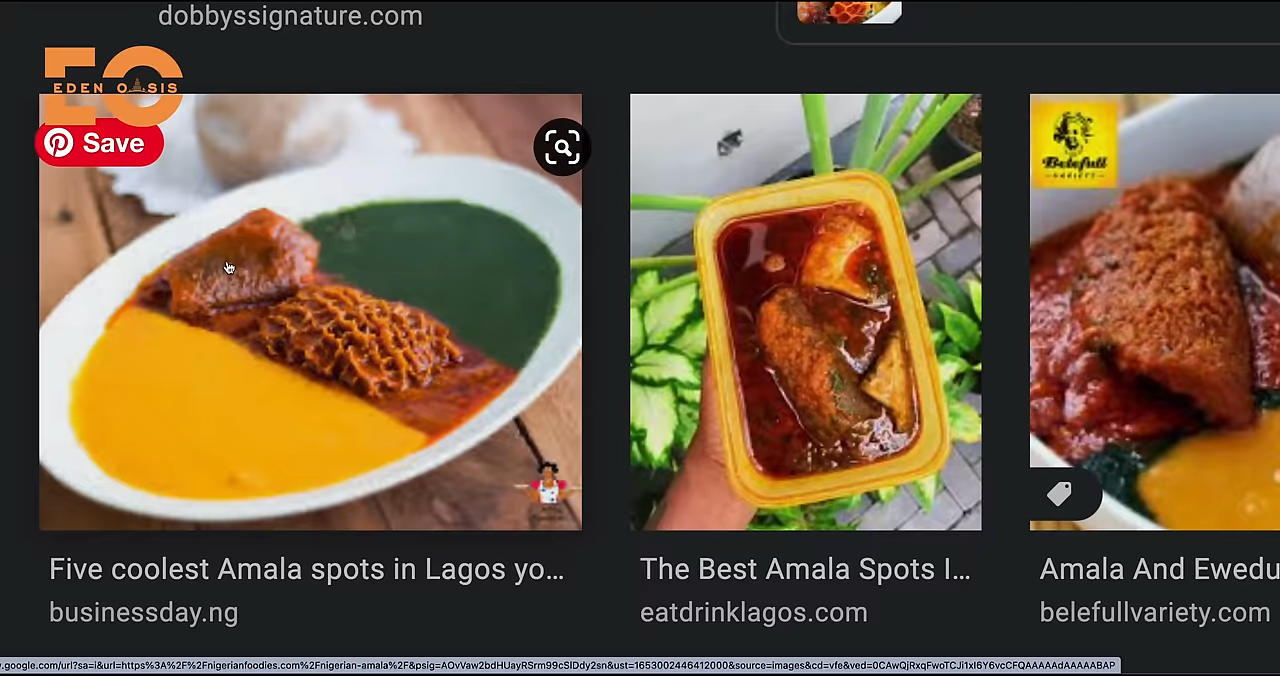 dobbyssignature.com
EDEN OASIS
Save
Belefull
VARIETY
Five coolest Amala spots in Lagos yo...
businessday.ng
The Best Amala Spots I...
eatdrinklagos.com
Amala And Ewedu
belefullvariety.com